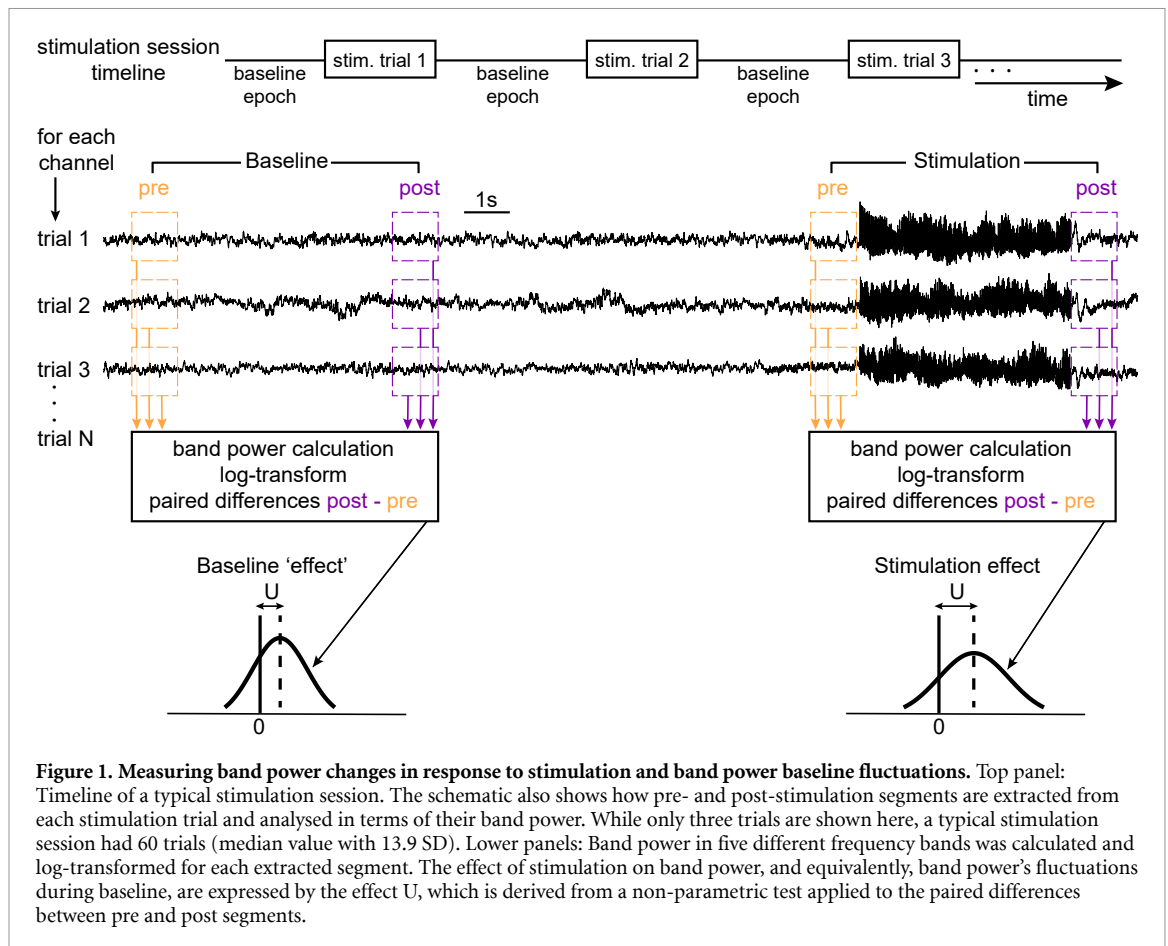 stimulation session
timeline
stim. trial 1
stim. trial 2
stim. trial 3
baseline
epoch
baseline
epoch
baseline
epoch
. . .
time
for each
channel
Baseline
Stimulation
pre
post
1s
pre
post
trial 1
trial 2
trial 3
trial N
band power calculation
log-transform
paired differences post - pre
band power calculation
log-transform
paired differences post - pre
Baseline ‘effect’
U
0
Stimulation effect
U
0
Figure 1. Measuring band power changes in response to stimulation and band power baseline fluctuations. Top panel:
Timeline of a typical stimulation session. The schematic also shows how pre- and post-stimulation segments are extracted from
each stimulation trial and analysed in terms of their band power. While only three trials are shown here, a typical stimulation
session had 60 trials (median value with 13.9 SD). Lower panels: Band power in five different frequency bands was calculated and
log-transformed for each extracted segment. The effect of stimulation on band power, and equivalently, band power’s fluctuations
during baseline, are expressed by the effect U, which is derived from a non-parametric test applied to the paired differences
between pre and post segments.